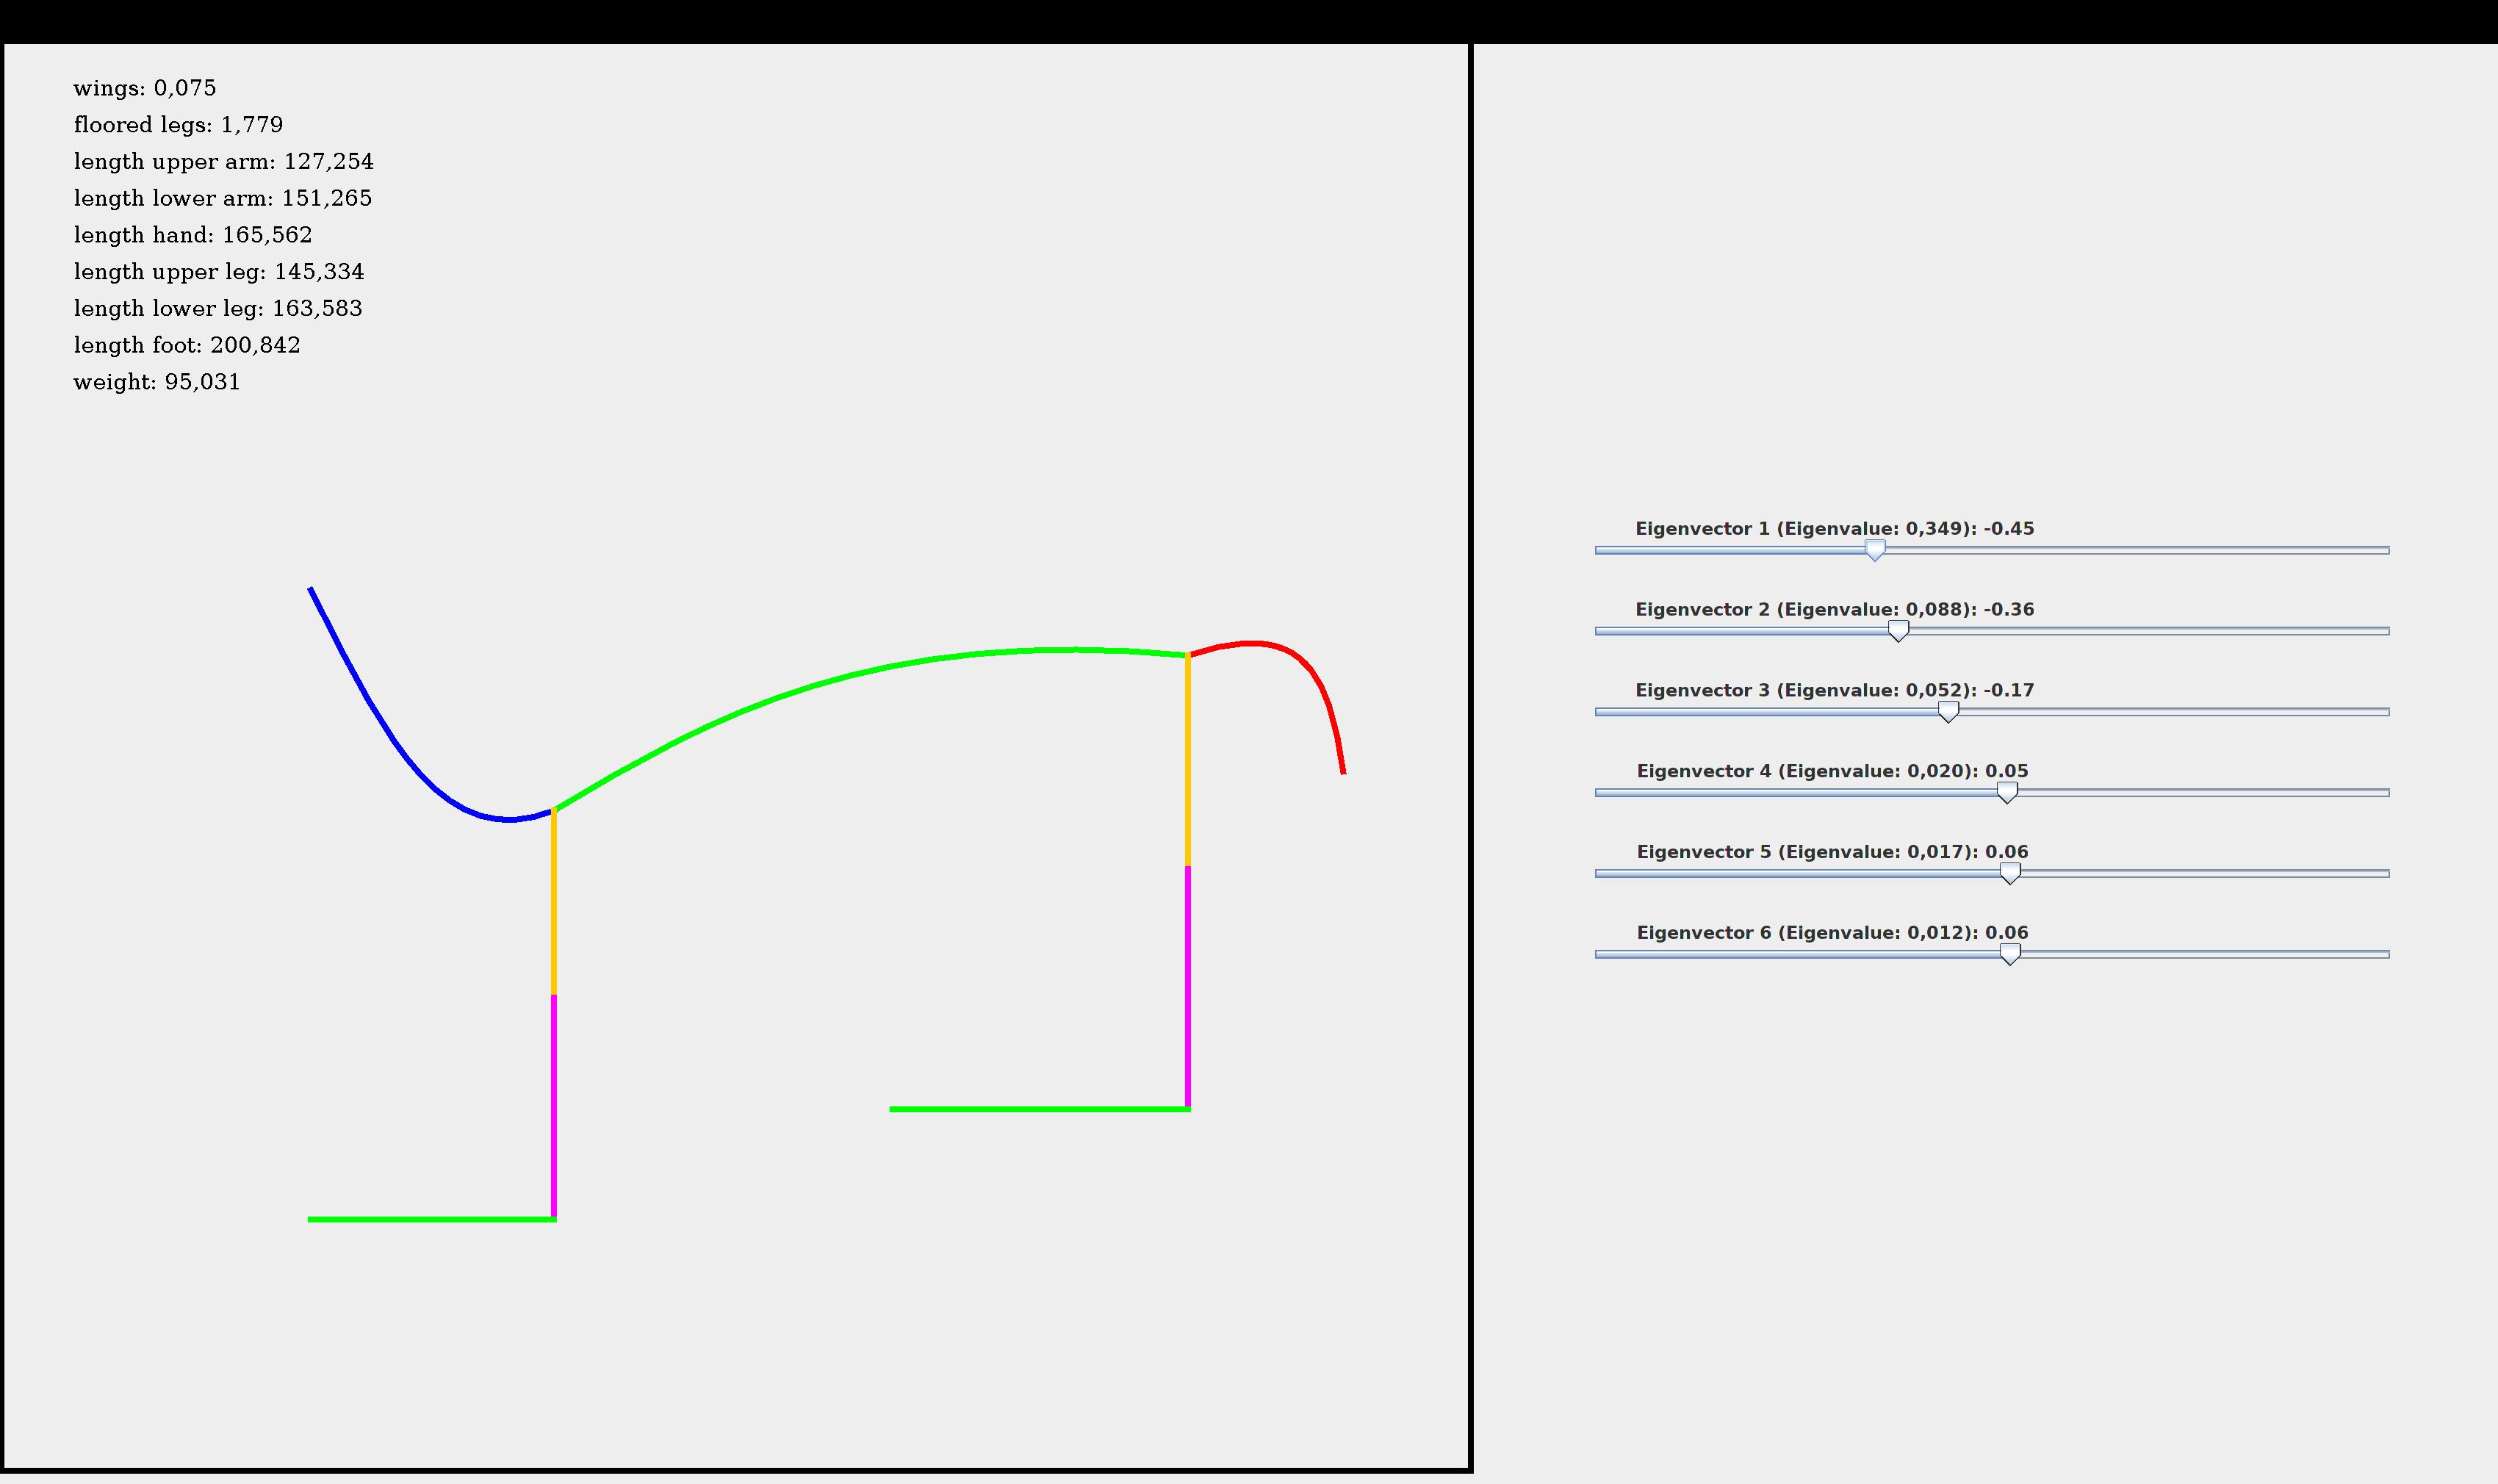 wings: 0,075
floored legs: 1,779
length upper arm: 127,254
length lower arm: 151,265
length hand: 165,562
length upper leg: 145,334
length lower leg: 163,583
length foot: 200,842
weight: 95,031
Eigenvector 1 (Eigenvalue: 0,349): -0.45
Eigenvector 2 (Eigenvalue: 0,088): -0.36
Eigenvector 3 (Eigenvalue: 0,052): -0.17
Eigenvector 4 (Eigenvalue: 0,020): 0.05
Eigenvector 5 (Eigenvalue: 0,017): 0.06
Eigenvector 6 (Eigenvalue: 0,012): 0.06